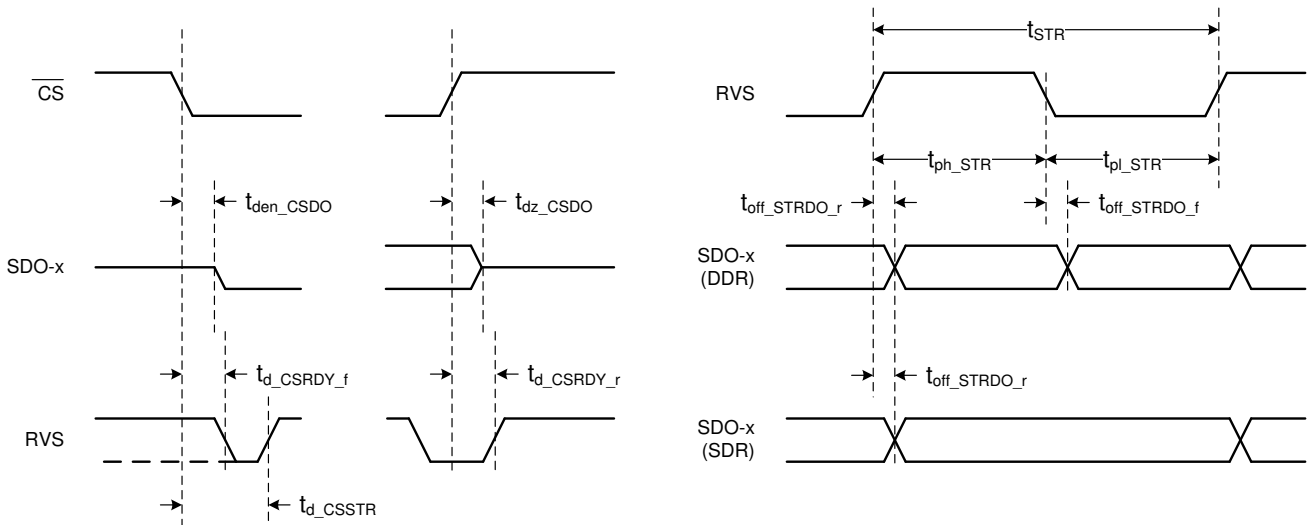 CS
t_den_CSDO
t_dz_CSDO
SDO-x
t_d_CSRDY_f
t_d_CSRDY_r
RVS
t_d_CSSTR
t_STR
RVS
t_ph_STR
t_pl_STR
t_off_STRDO_r
t_off_STRDO_f
SDO-x
(DDR)
t_off_STRDO_r
SDO-x
(SDR)